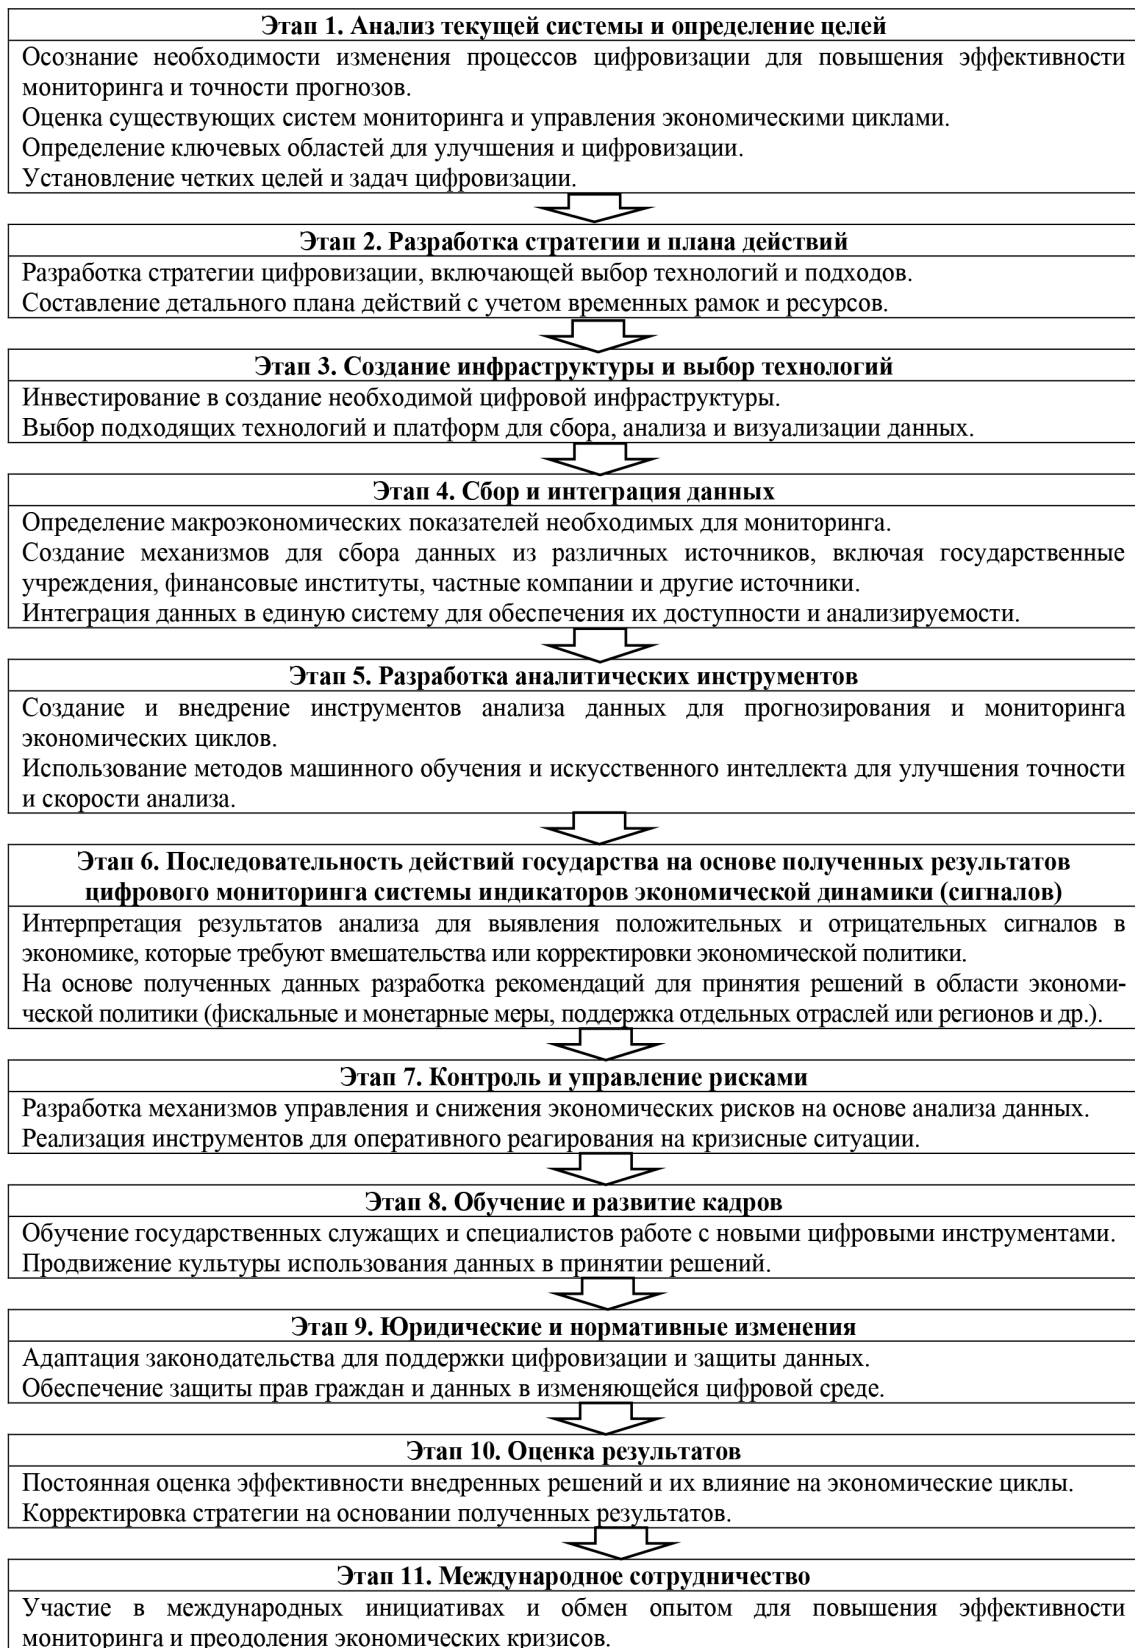 Этап 1. Анализ текущей системы и определение целей
Осознание необходимости изменения процессов цифровизации для повышения эффективности
мониторинга и точности прогнозов.
Оценка существующих систем мониторинга и управления экономическими циклами.
Определение ключевых областей для улучшения и цифровизации.
Установление четких целей и задач цифровизации.
Этап 2. Разработка стратегии и плана действий
Разработка стратегии цифровизации, включающей выбор технологий и подходов.
Составление детального плана действий с учетом временных рамок и ресурсов.
Этап 3. Создание инфраструктуры и выбор технологий
Инвестирование в создание необходимой цифровой инфраструктуры.
Выбор подходящих технологий и платформ для сбора, анализа и визуализации данных.
Этап 4. Сбор и интеграция данных
Определение макроэкономических показателей необходимых для мониторинга.
Создание механизмов для сбора данных из различных источников, включая государственные
учреждения, финансовые институты, частные компании и другие источники.
Интеграция данных в единую систему для обеспечения их доступности и анализируемости.
Этап 5. Разработка аналитических инструментов
Создание и внедрение инструментов анализа данных для прогнозирования и мониторинга
экономических циклов.
Использование методов машинного обучения и искусственного интеллекта для улучшения точности
и скорости анализа.
Этап 6. Последовательность действий государства на основе полученных результатов
цифрового мониторинга системы индикаторов экономической динамики (сигналов)
Интерпретация результатов анализа для выявления положительных и отрицательных сигналов в
экономике, которые требуют вмешательства или корректировки экономической политики.
На основе полученных данных разработка рекомендаций для принятия решений в области экономи-
ческой политики (фискальные и монетарные меры, поддержка отдельных отраслей или регионов и др.).
Этап 7. Контроль и управление рисками
Разработка механизмов управления и снижения экономических рисков на основе анализа данных.
Реализация инструментов для оперативного реагирования на кризисные ситуации.
Этап 8. Обучение и развитие кадров
Обучение государственных служащих и специалистов работе с новыми цифровыми инструментами.
Продвижение культуры использования данных в принятии решений.
Этап 9. Юридические и нормативные изменения
Адаптация законодательства для поддержки цифровизации и защиты данных.
Обеспечение защиты прав граждан и данных в изменяющейся цифровой среде.
Этап 10. Оценка результатов
Постоянная оценка эффективности внедренных решений и их влияние на экономические циклы.
Корректировка стратегии на основании полученных результатов.
Этап 11. Международное сотрудничество
Участие в международных инициативах и обмен опытом для повышения эффективности
мониторинга и преодоления экономических кризисов.